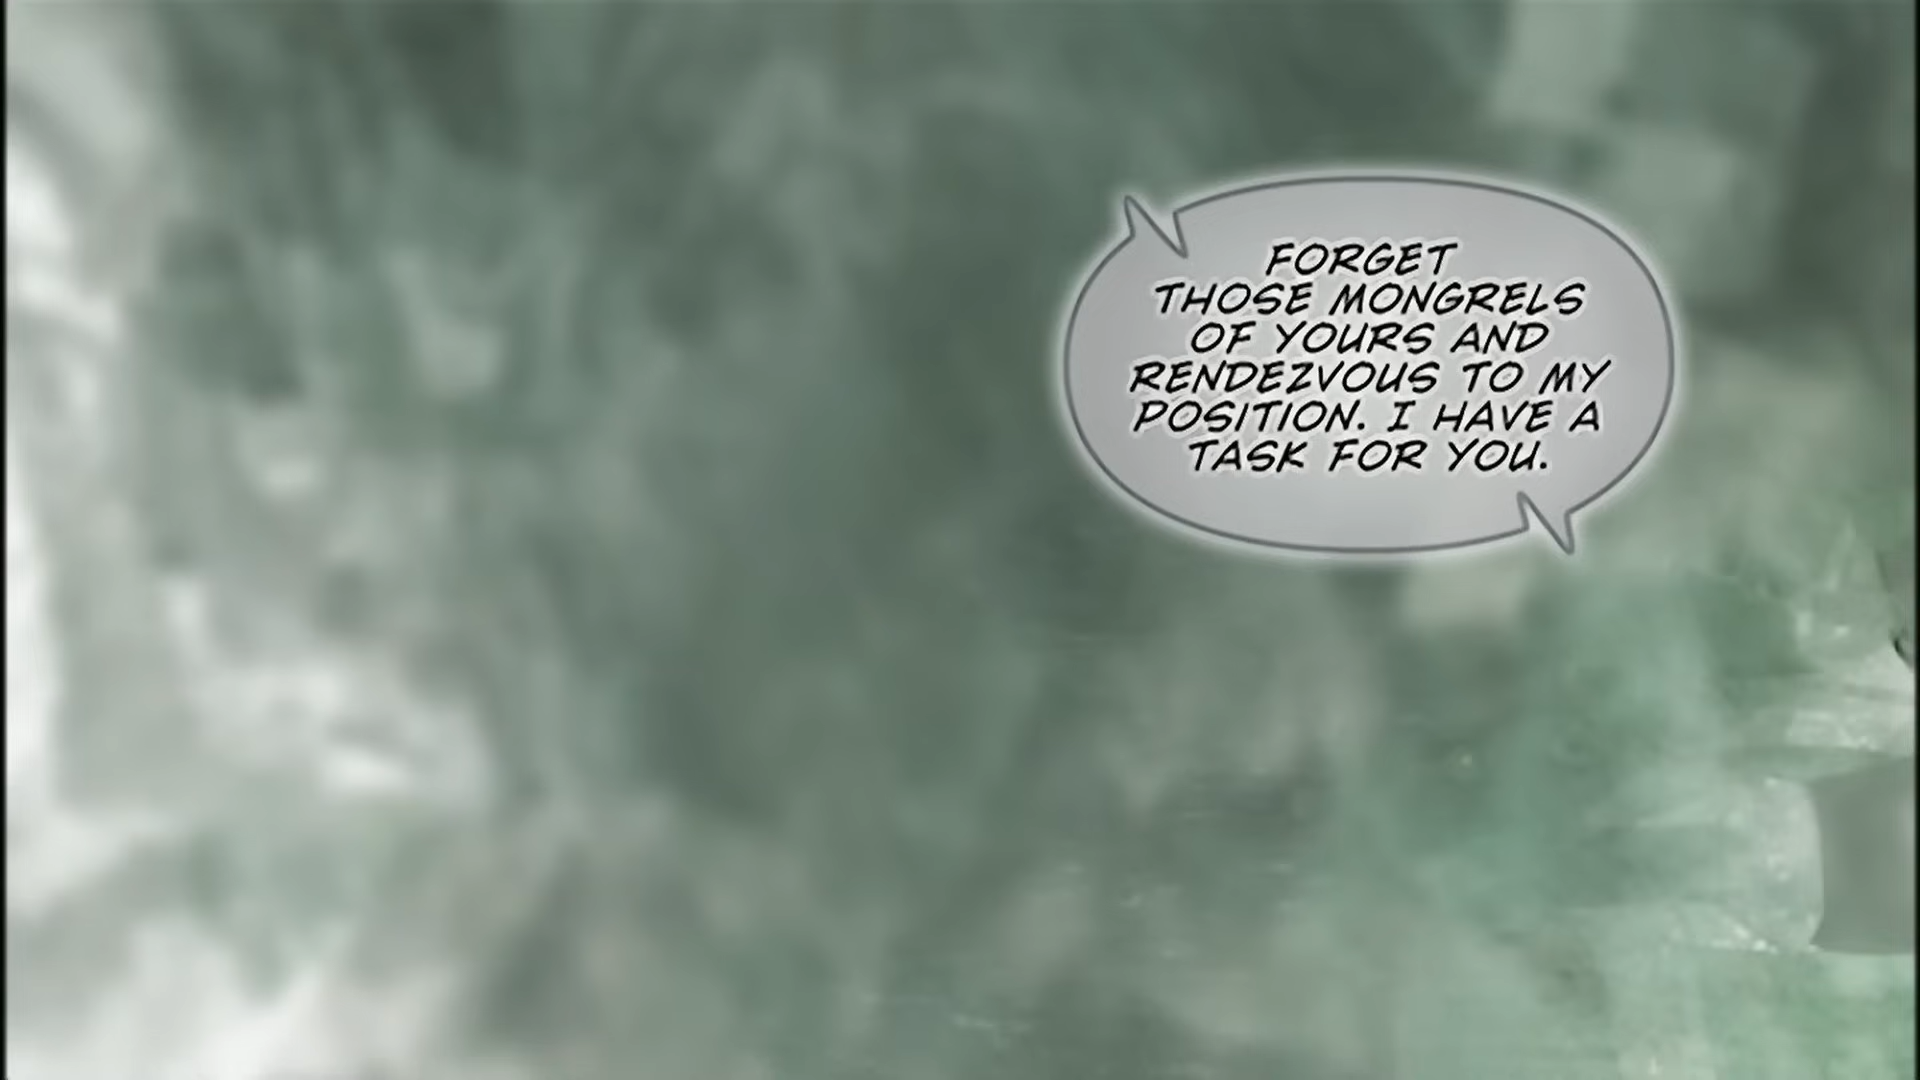 FORGET
THOSE MONGRELS
OF YOURS AND
RENDEZVOUS TO MY
POSITION. I HAVE A
TASK FOR YOU.